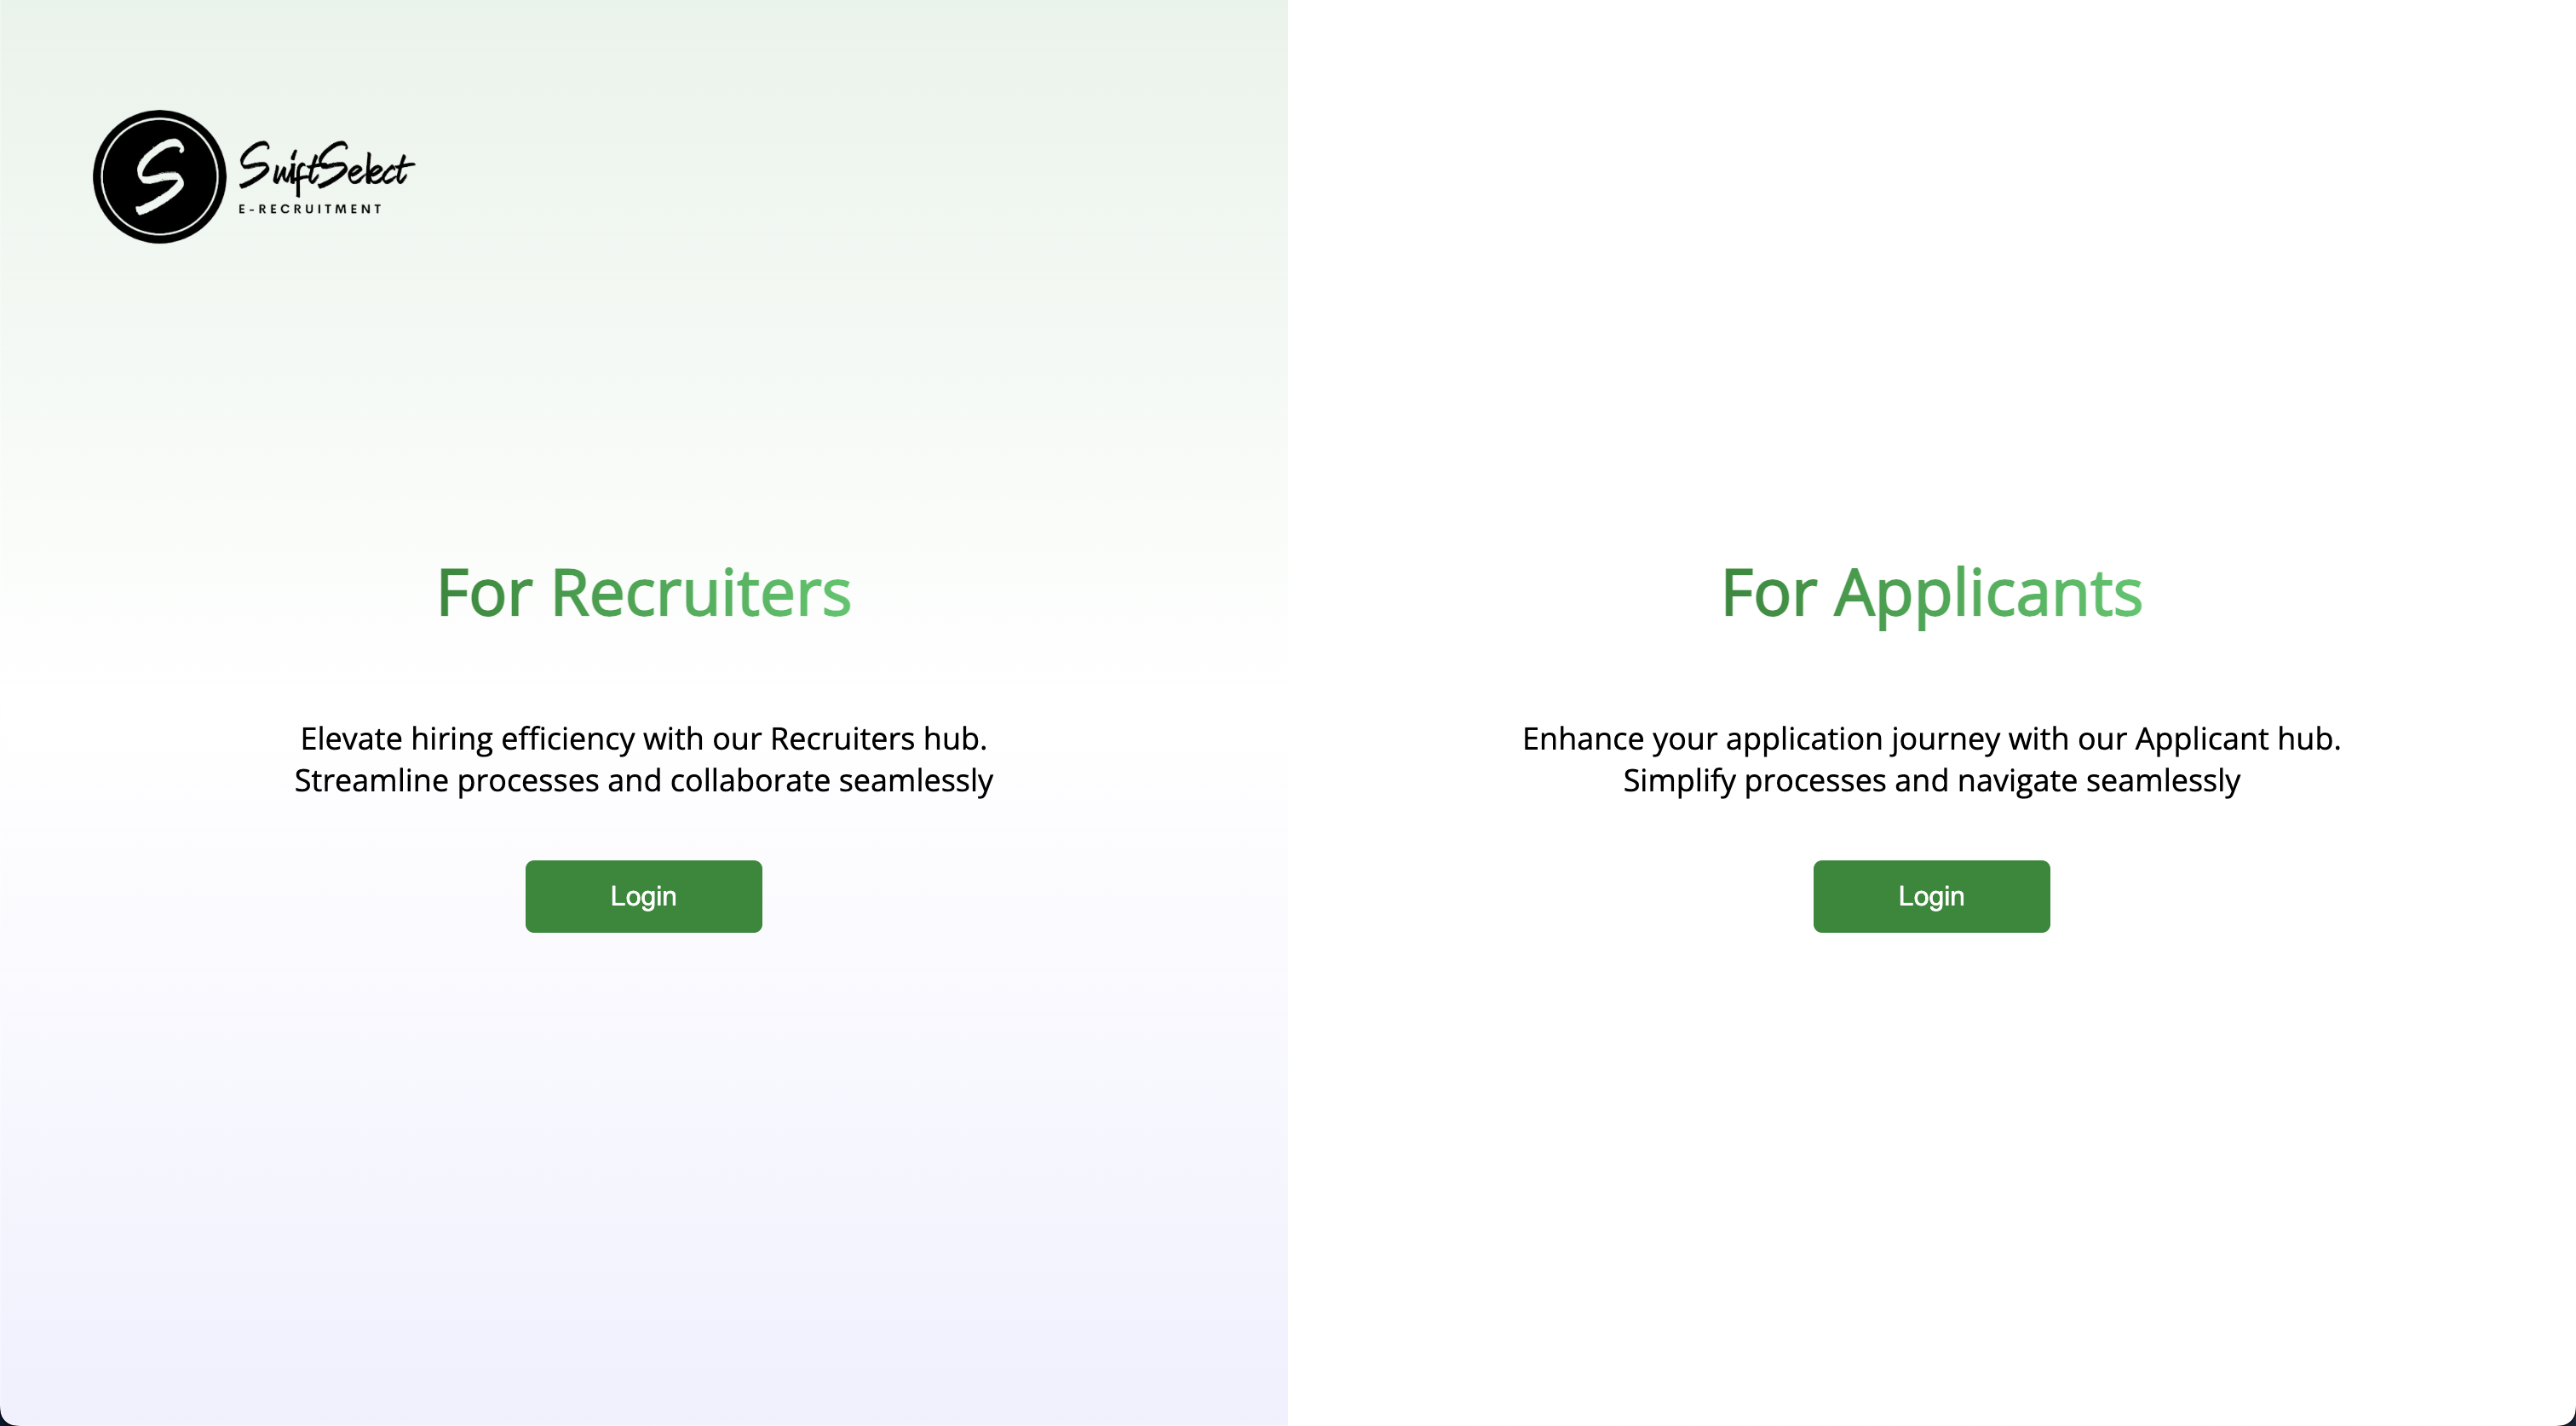 S
SwiftSelect
E-RECRUITMENT
For Recruiters
Elevate hiring efficiency with our Recruiters hub.
Streamline processes and collaborate seamlessly
Login
For Applicants
Enhance your application journey with our Applicant hub.
Simplify processes and navigate seamlessly
Login